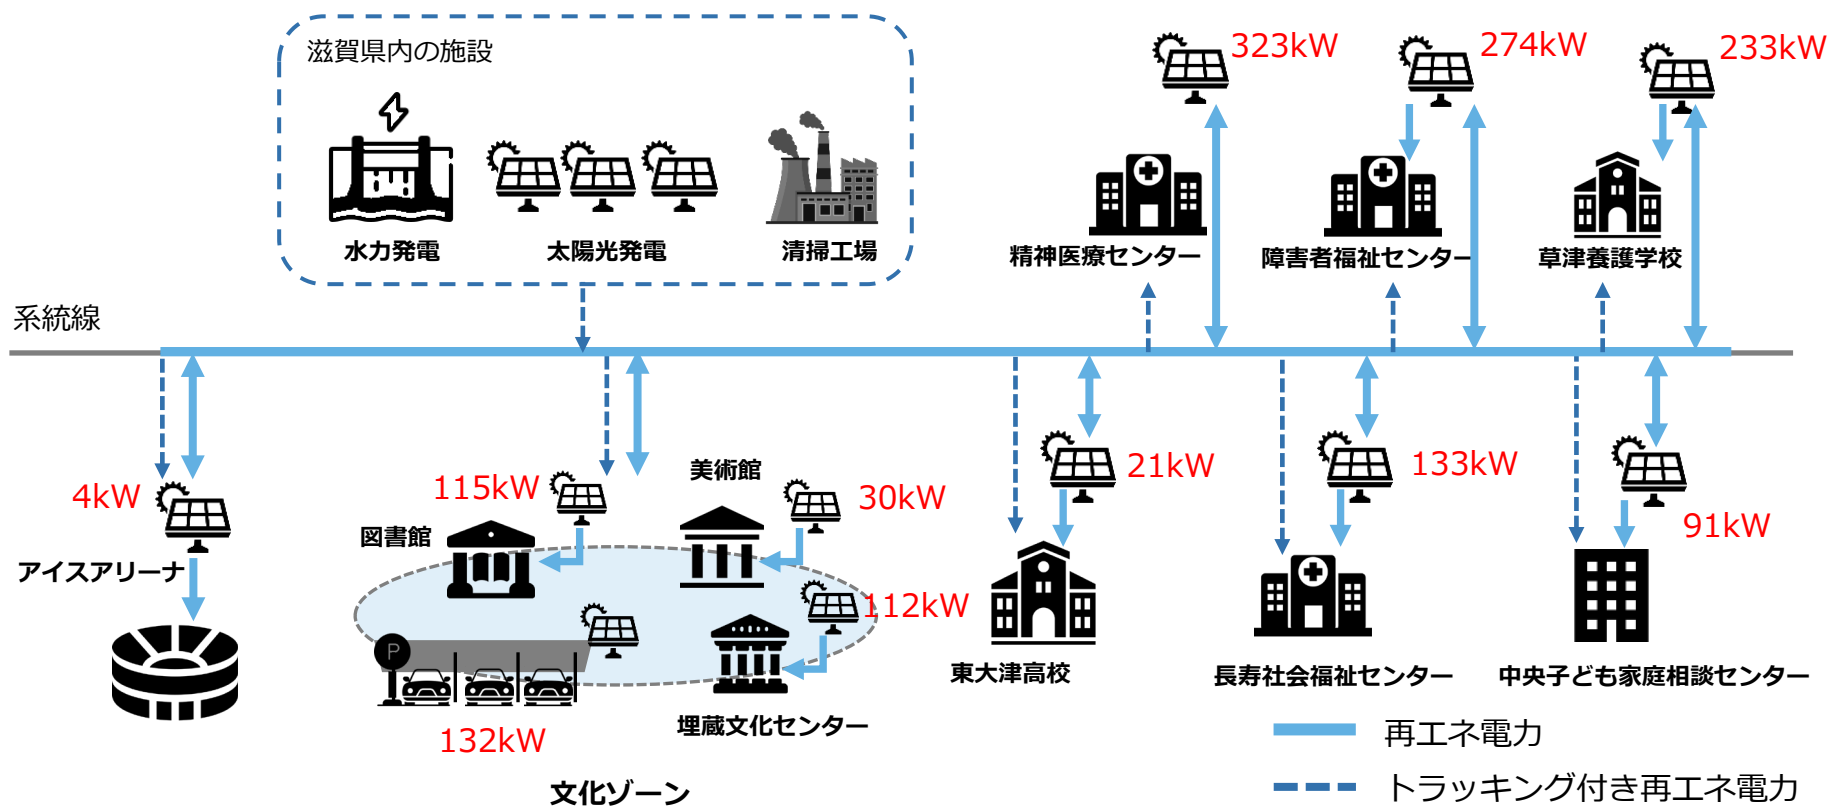 滋賀県内の施設
水力発電
太陽光発電
清掃工場
323kW
274kW
233kW
精神医療センター
障害者福祉センター
草津養護学校
系統線
4kW
アイスアリーナ
115kW
図書館
美術館
30kW
112kW
P
132kW
埋蔵文化センター
文化ゾーン
21kW
東大津高校
133kW
長寿社会福祉センター
91kW
中央子ども家庭相談センター
再エネ電力
トラッキング付き再エネ電力